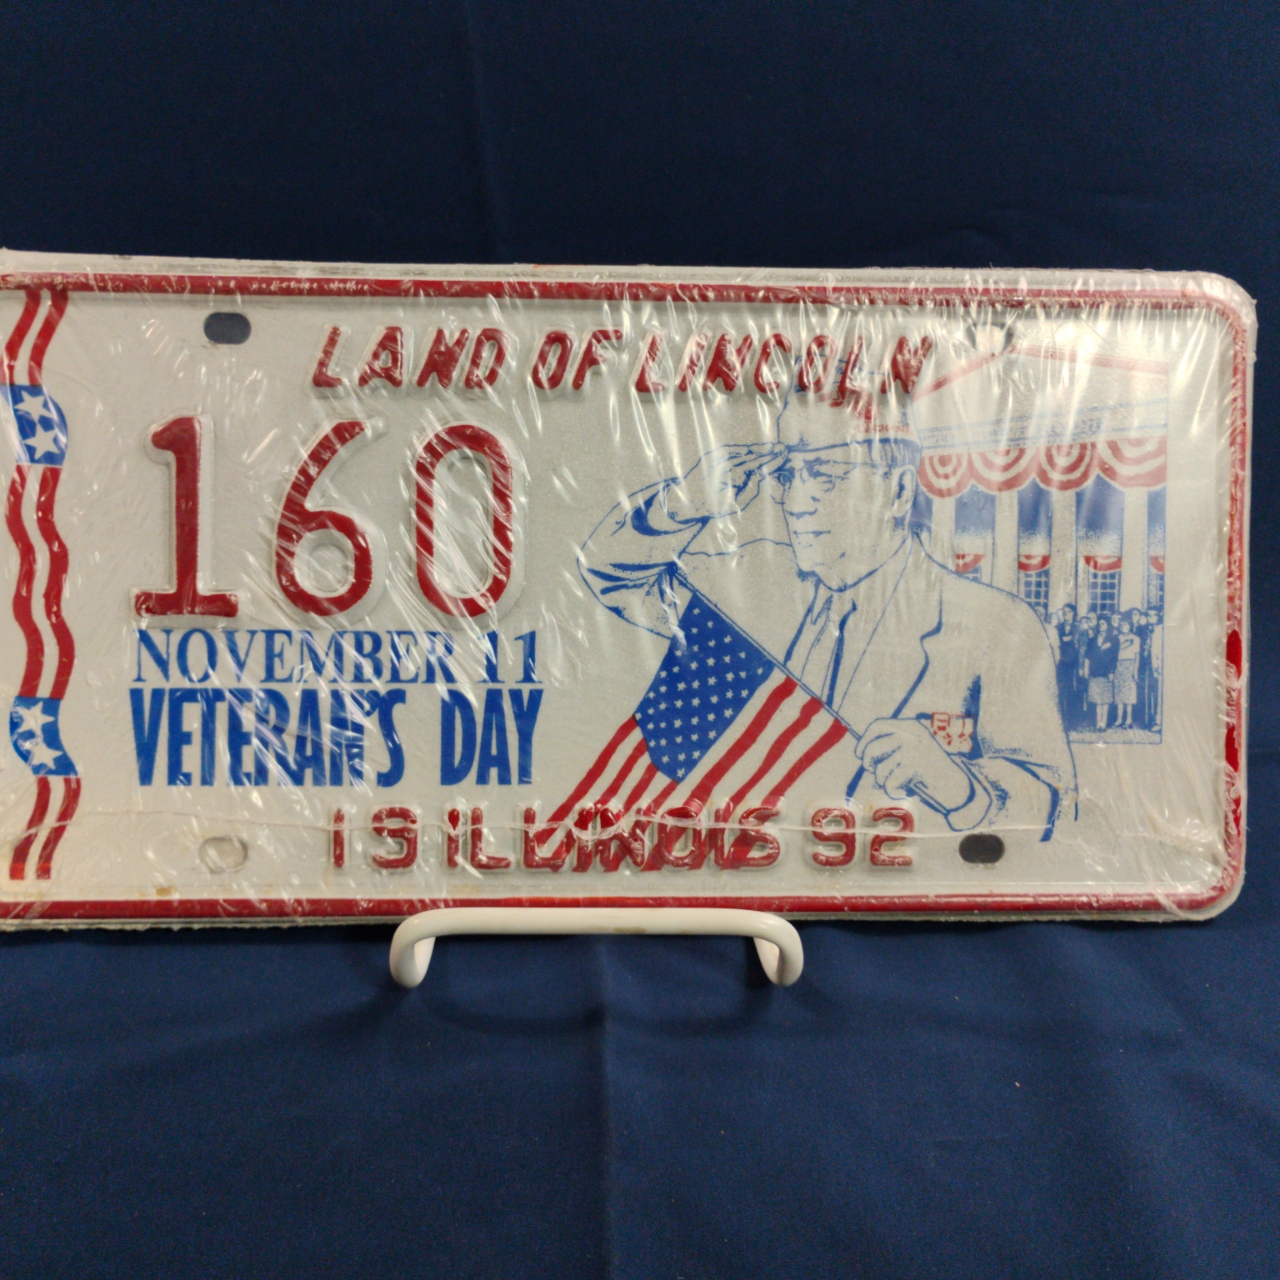 LAND OF LINCOLN
160
NOVEMBER 11
VETERAN'S DAY
19 ILLINOIS 92